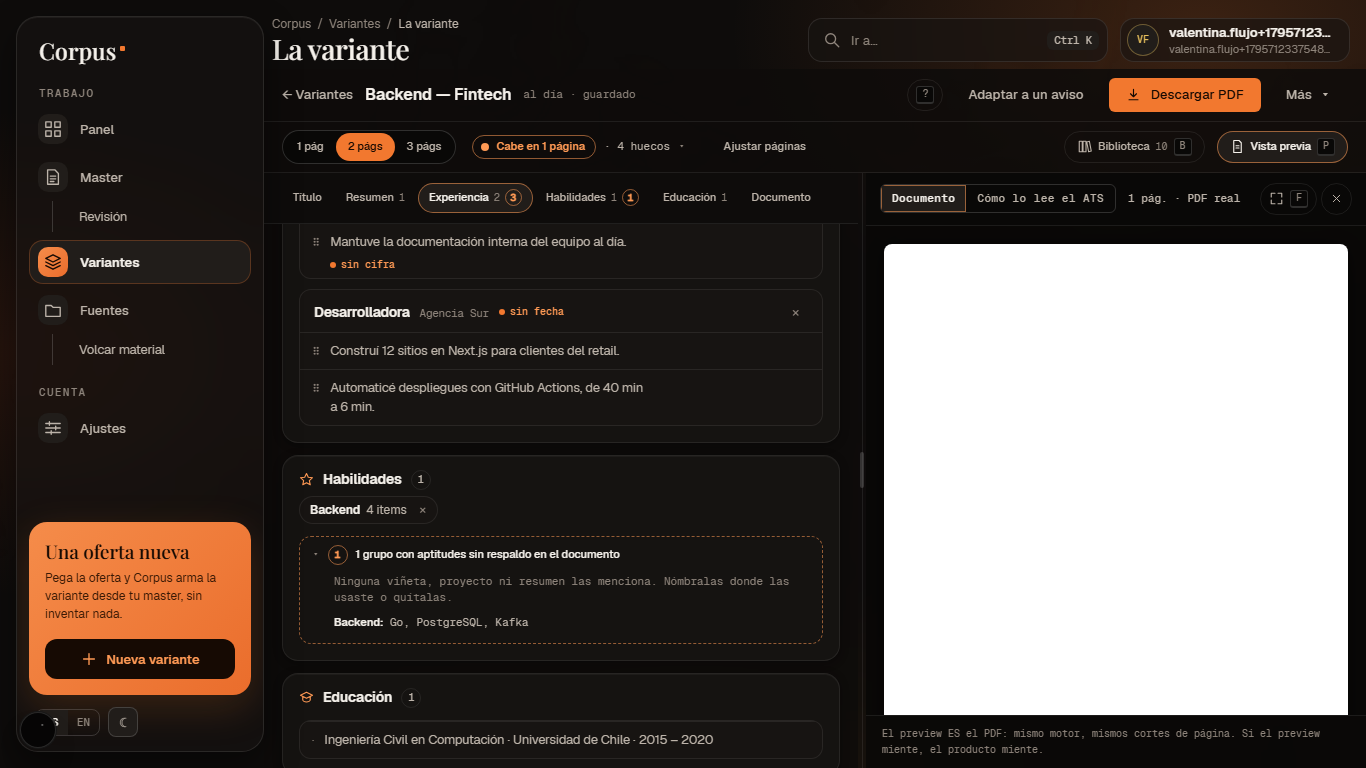 Corpus
TRABAJO
Panel
Master
Revisión
Variantes
Fuentes
Volcar material
CUENTA
Ajustes
Una oferta nueva
Pega la oferta y Corpus arma la
variante desde tu master, sin
inventar nada.
Nueva variante
EN
Corpus / Variantes / La variante
La variante
Ir a…
Ctrl K
VF
valentina.flujo+17957123…
valentina.flujo+1795712337548…
← Variantes
Backend — Fintech
al día · guardado
?
Adaptar a un aviso
Descargar PDF
Más
1 pág
2 págs
3 págs
Cabe en 1 página
· 4 huecos
Ajustar páginas
Biblioteca 10 B
Vista previa P
Título
Resumen 1
Experiencia 2 3
Habilidades 1 1
Educación 1
Documento
Mantuve la documentación interna del equipo al día.
sin cifra
Desarrolladora Agencia Sur sin fecha ×
Construí 12 sitios en Next.js para clientes del retail.
Automaticé despliegues con GitHub Actions, de 40 min
a 6 min.
Habilidades 1
Backend 4 items ×
1 1 grupo con aptitudes sin respaldo en el documento
Ninguna viñeta, proyecto ni resumen las menciona. Nómbralas donde las
usaste o quítalas.
Backend: Go, PostgreSQL, Kafka
Educación 1
Ingeniería Civil en Computación · Universidad de Chile · 2015 – 2020
Documento
Cómo lo lee el ATS
1 pág. · PDF real
F
×
El preview ES el PDF: mismo motor, mismos cortes de página. Si el preview
miente, el producto miente.